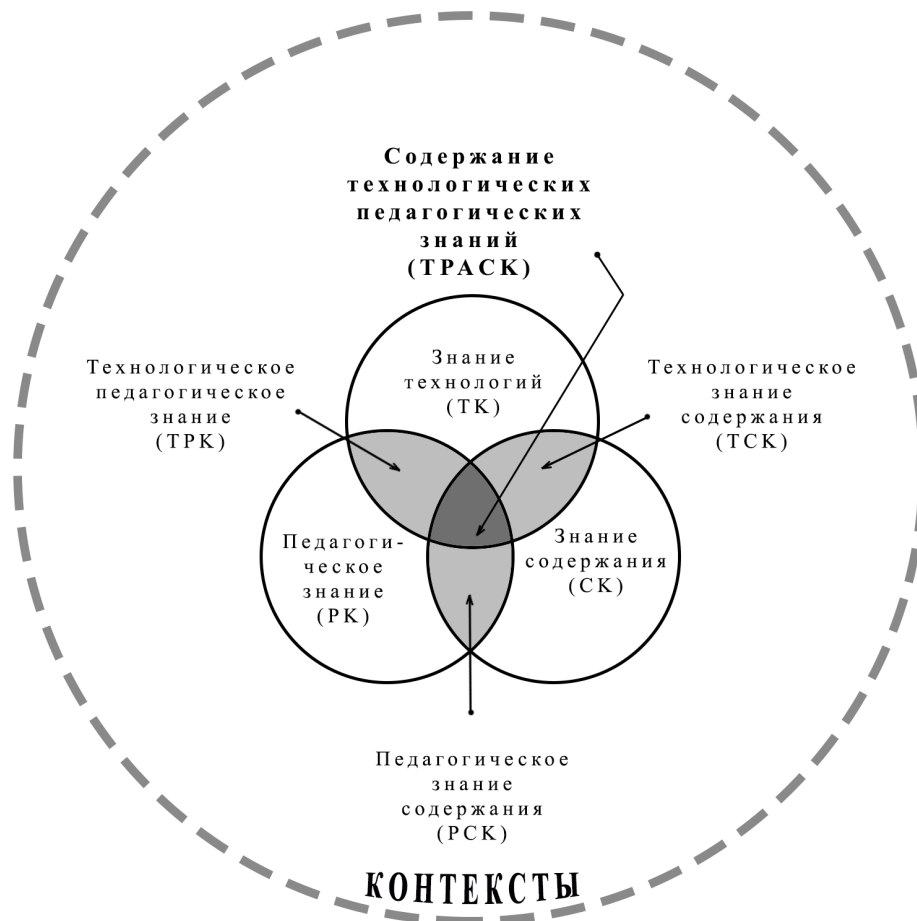 Содержание
технологических
педагогических
знаний
(TPACK)
Знание
технологий
(TK)
Технологическое
педагогическое
знание
(TPK)
Технологическое
знание
содержания
(TCK)
Педагоги-
ческое
знание
(PK)
Знание
содержания
(CK)
Педагогическое
знание
содержания
(PCK)
КОНТЕКСТЫ